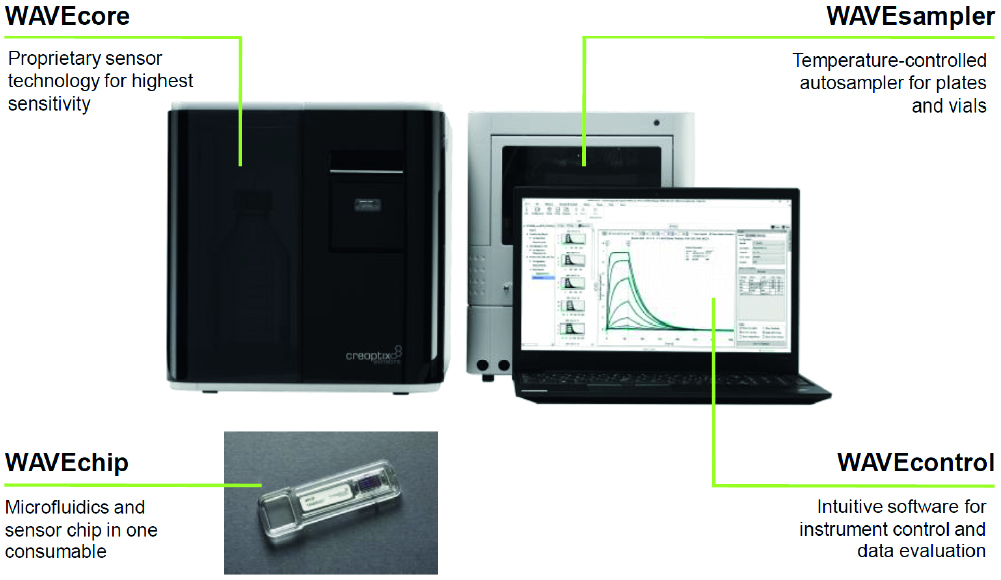 WAVEcore
Proprietary sensor
technology for highest
sensitivity
WAVEsampler
Temperature-controlled
autosampler for plates
and vials
creoptix
WAVEchip
Microfluidics and
sensor chip in one
consumable
WAVEcontrol
Intuitive software for
instrument control and
data evaluation